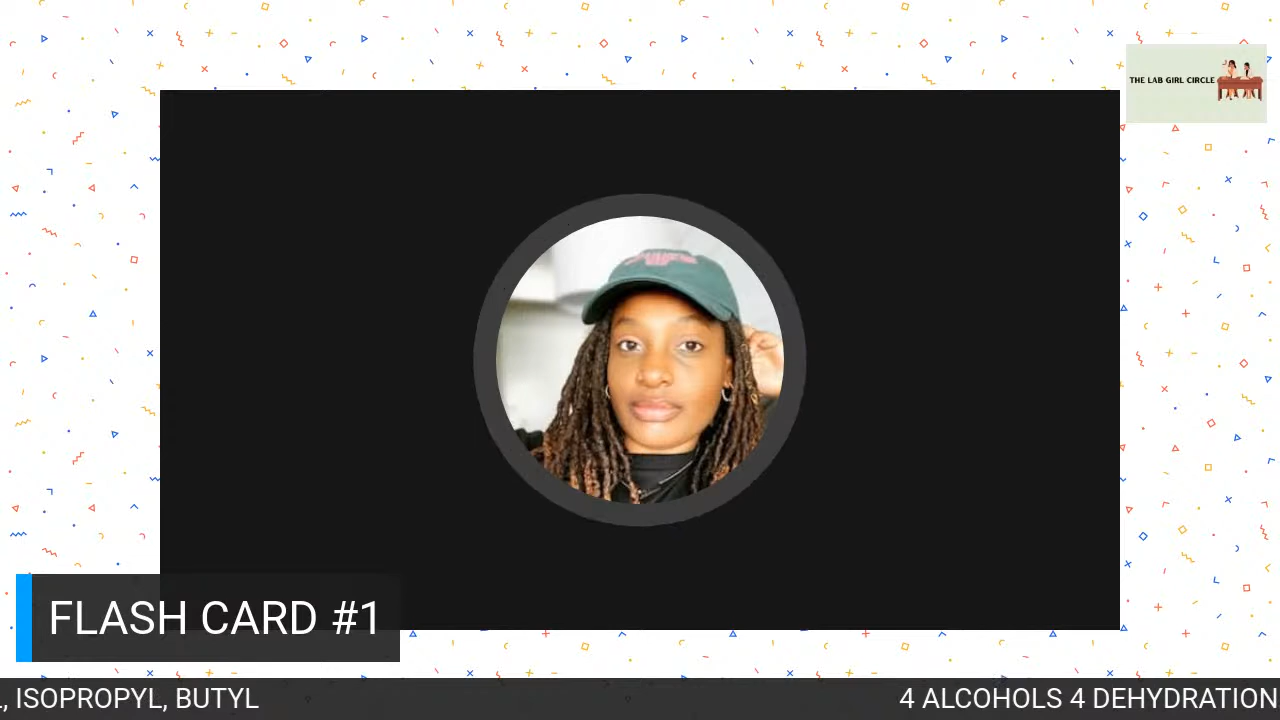 THE LAB GIRL CIRCLE
FLASH CARD #1
, ISOPROPYL, BUTYL
4 ALCOHOLS 4 DEHYDRATION